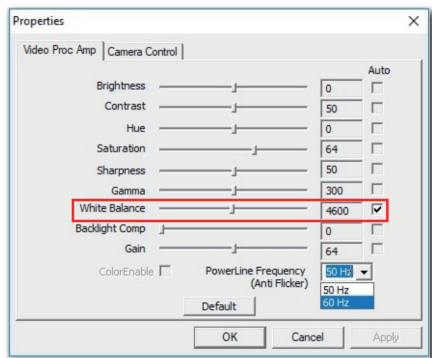 Properties
Video Proc Amp Camera Control
Auto
Brightness 0
Contrast 50
Hue 0
Saturation 64
Sharpness 50
Gamma 300
White Balance 4600
Backlight Comp 0
Gain 64
ColorEnable PowerLine Frequency 50 Hz
(Anti Flicker)
50 Hz
60 Hz
Default
OK Cancel Apply